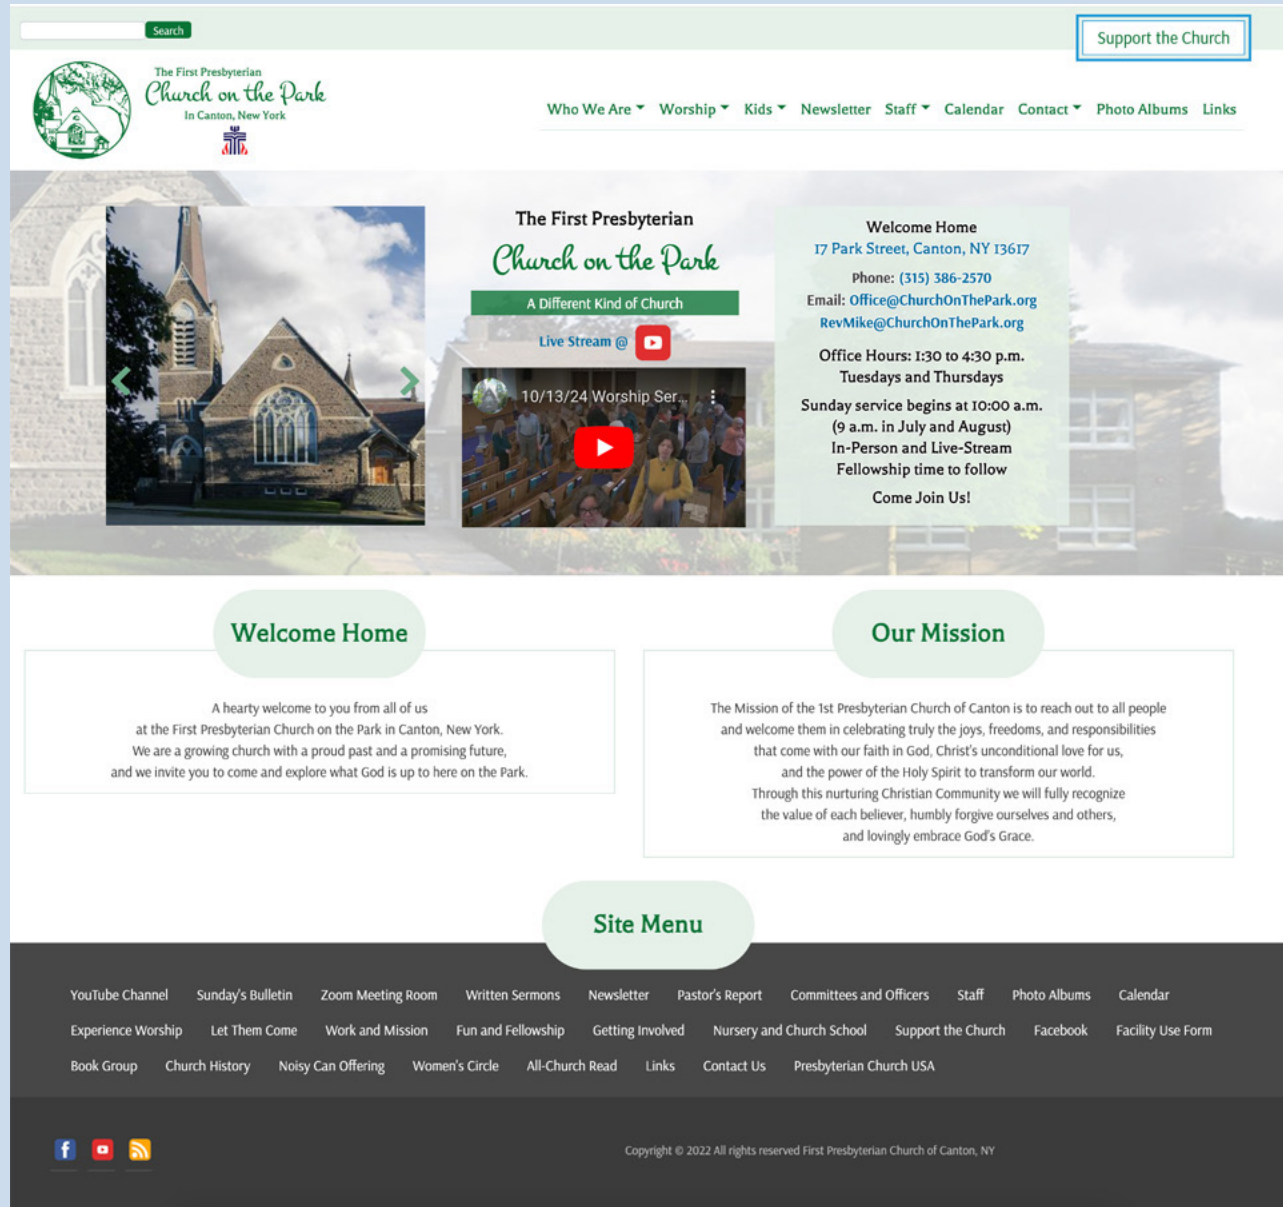 Search
Support the Church
The First Presbyterian
Church on the Park
In Canton, New York
Who We Are Worship Kids Newsletter Staff Calendar Contact Photo Albums Links
The First Presbyterian
Church on the Park
A Different Kind of Church
Live Stream @
10/13/24 Worship Ser...
Welcome Home
17 Park Street, Canton, NY 13617
Phone: (315) 386-2570
Email: Office@ChurchOnThePark.org
RevMike@ChurchOnThePark.org
Office Hours: 1:30 to 4:30 p.m.
Tuesdays and Thursdays
Sunday service begins at 10:00 a.m.
(9 a.m. in July and August)
In-Person and Live-Stream
Fellowship time to follow
Come Join Us!
Welcome Home
A hearty welcome to you from all of us
at the First Presbyterian Church on the Park in Canton, New York.
We are a growing church with a proud past and a promising future,
and we invite you to come and explore what God is up to here on the Park.
Our Mission
The Mission of the 1st Presbyterian Church of Canton is to reach out to all people
and welcome them in celebrating truly the joys, freedoms, and responsibilities
that come with our faith in God, Christ's unconditional love for us,
and the power of the Holy Spirit to transform our world.
Through this nurturing Christian Community we will fully recognize
the value of each believer, humbly forgive ourselves and others,
and lovingly embrace God's Grace.
Site Menu
YouTube Channel Sunday's Bulletin Zoom Meeting Room Written Sermons Newsletter Pastor's Report Committees and Officers Staff Photo Albums Calendar
Experience Worship Let Them Come Work and Mission Fun and Fellowship Getting Involved Nursery and Church School Support the Church Facebook Facility Use Form
Book Group Church History Noisy Can Offering Women's Circle All-Church Read Links Contact Us Presbyterian Church USA
Copyright © 2022 All rights reserved First Presbyterian Church of Canton, NY